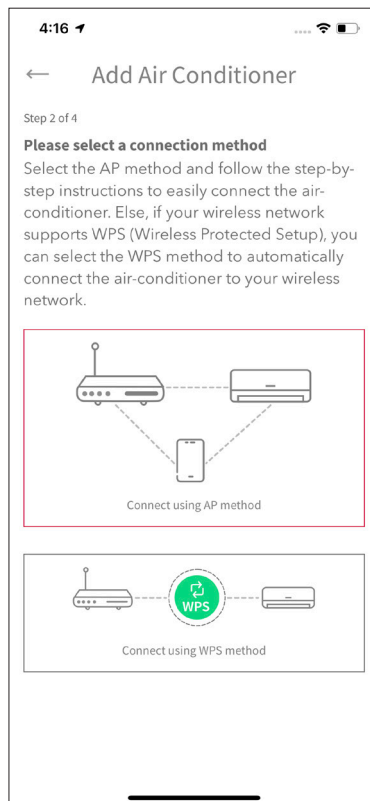 4:16
Add Air Conditioner
Step 2 of 4
Please select a connection method
Select the AP method and follow the step-by-
step instructions to easily connect the air-
conditioner. Else, if your wireless network
supports WPS (Wireless Protected Setup), you
can select the WPS method to automatically
connect the air-conditioner to your wireless
network.
Connect using AP method
WPS
Connect using WPS method